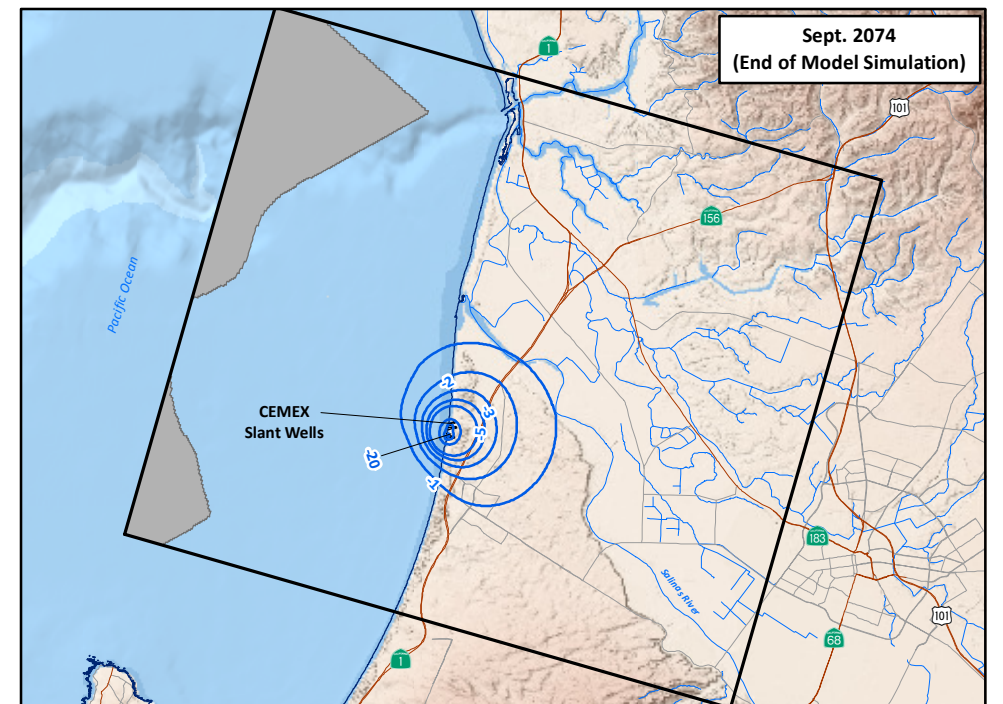 Sept. 2074
(End of Model Simulation)
1
101
156
Pacific Ocean
-2
CEMEX
Slant Wells
-3
-5
-20
-1
183
Salinas River
101
68
1